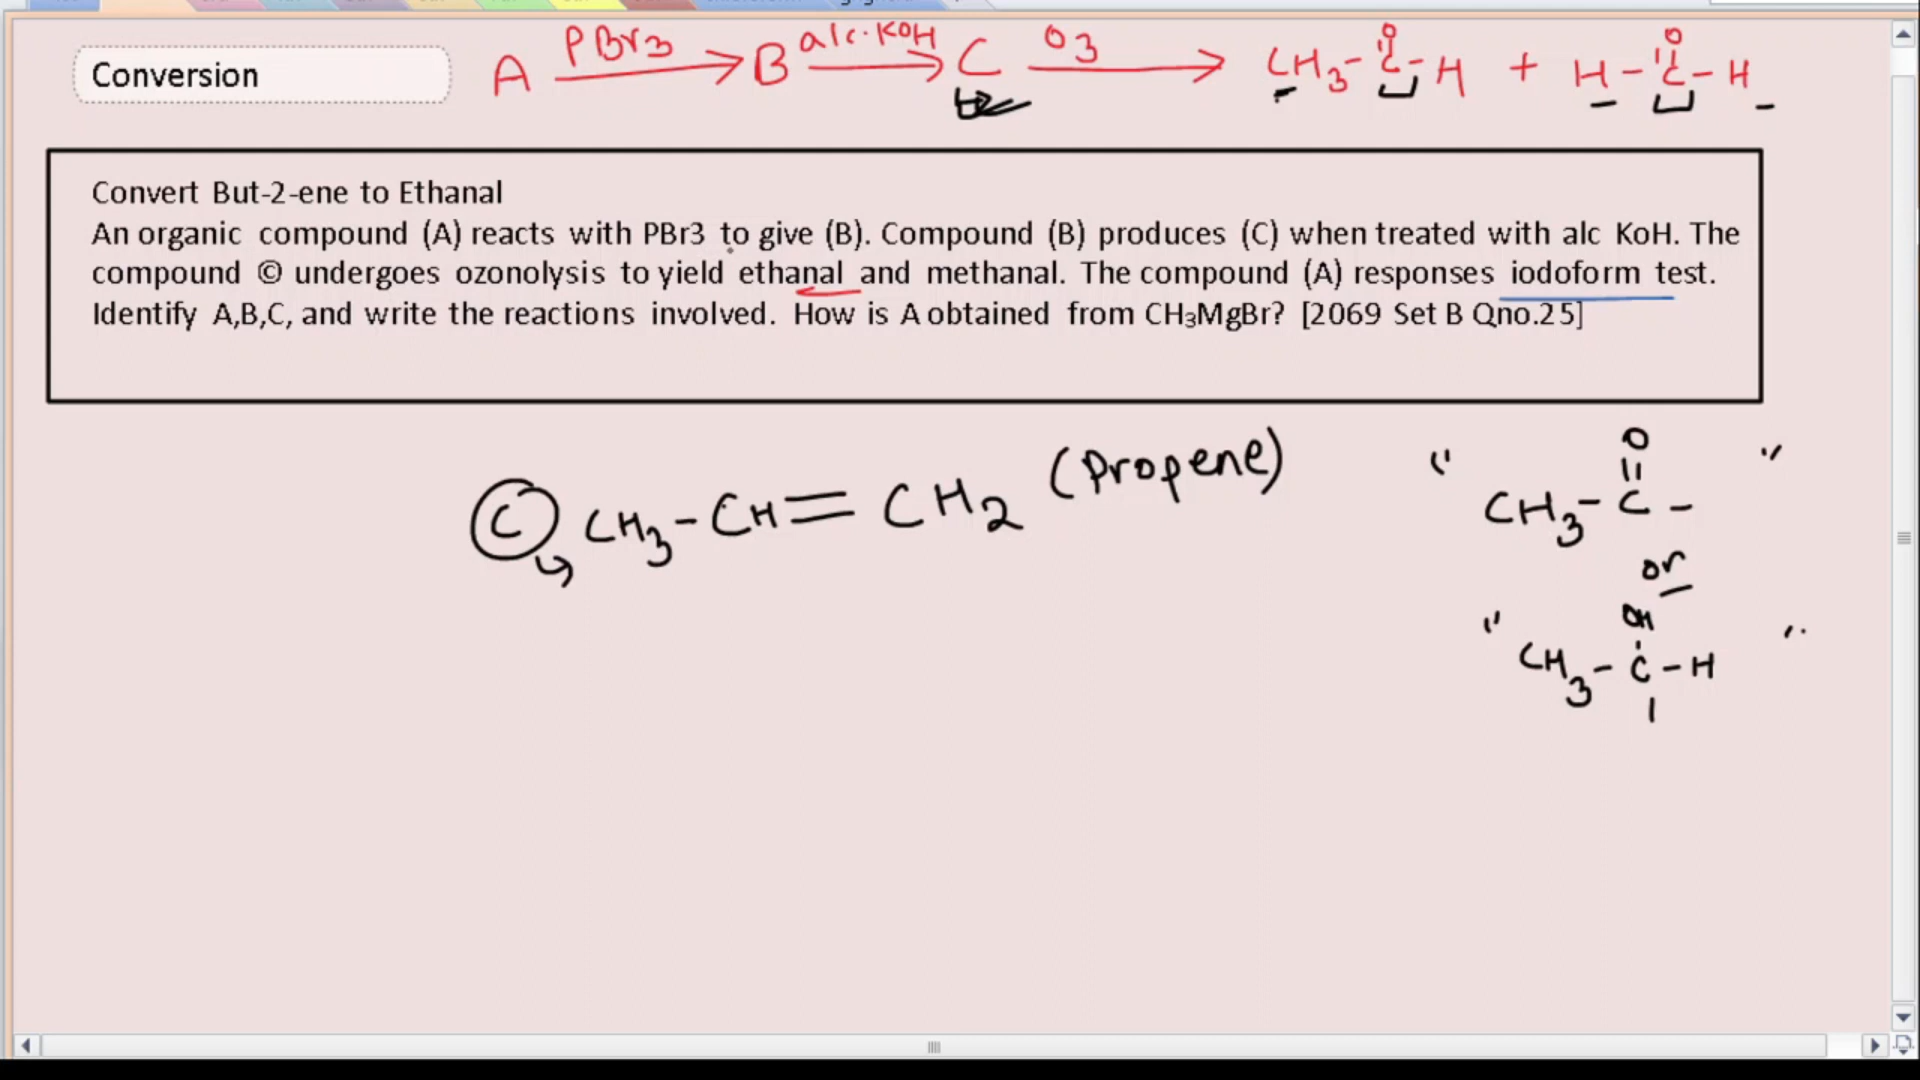 A PBr3 B alc.KOH C O3 CH3-C-H + H-C-H
O O
Conversion
Convert But-2-ene to Ethanal
An organic compound (A) reacts with PBr3 to give (B). Compound (B) produces (C) when treated with alc KoH. The
compound © undergoes ozonolysis to yield ethanal and methanal. The compound (A) responses iodoform test.
Identify A,B,C, and write the reactions involved. How is A obtained from CH₃MgBr? [2069 Set B Qno.25]
C CH3-CH=CH2 (Propene)
" O "
CH3-C-
or
" OH
CH3-C-H